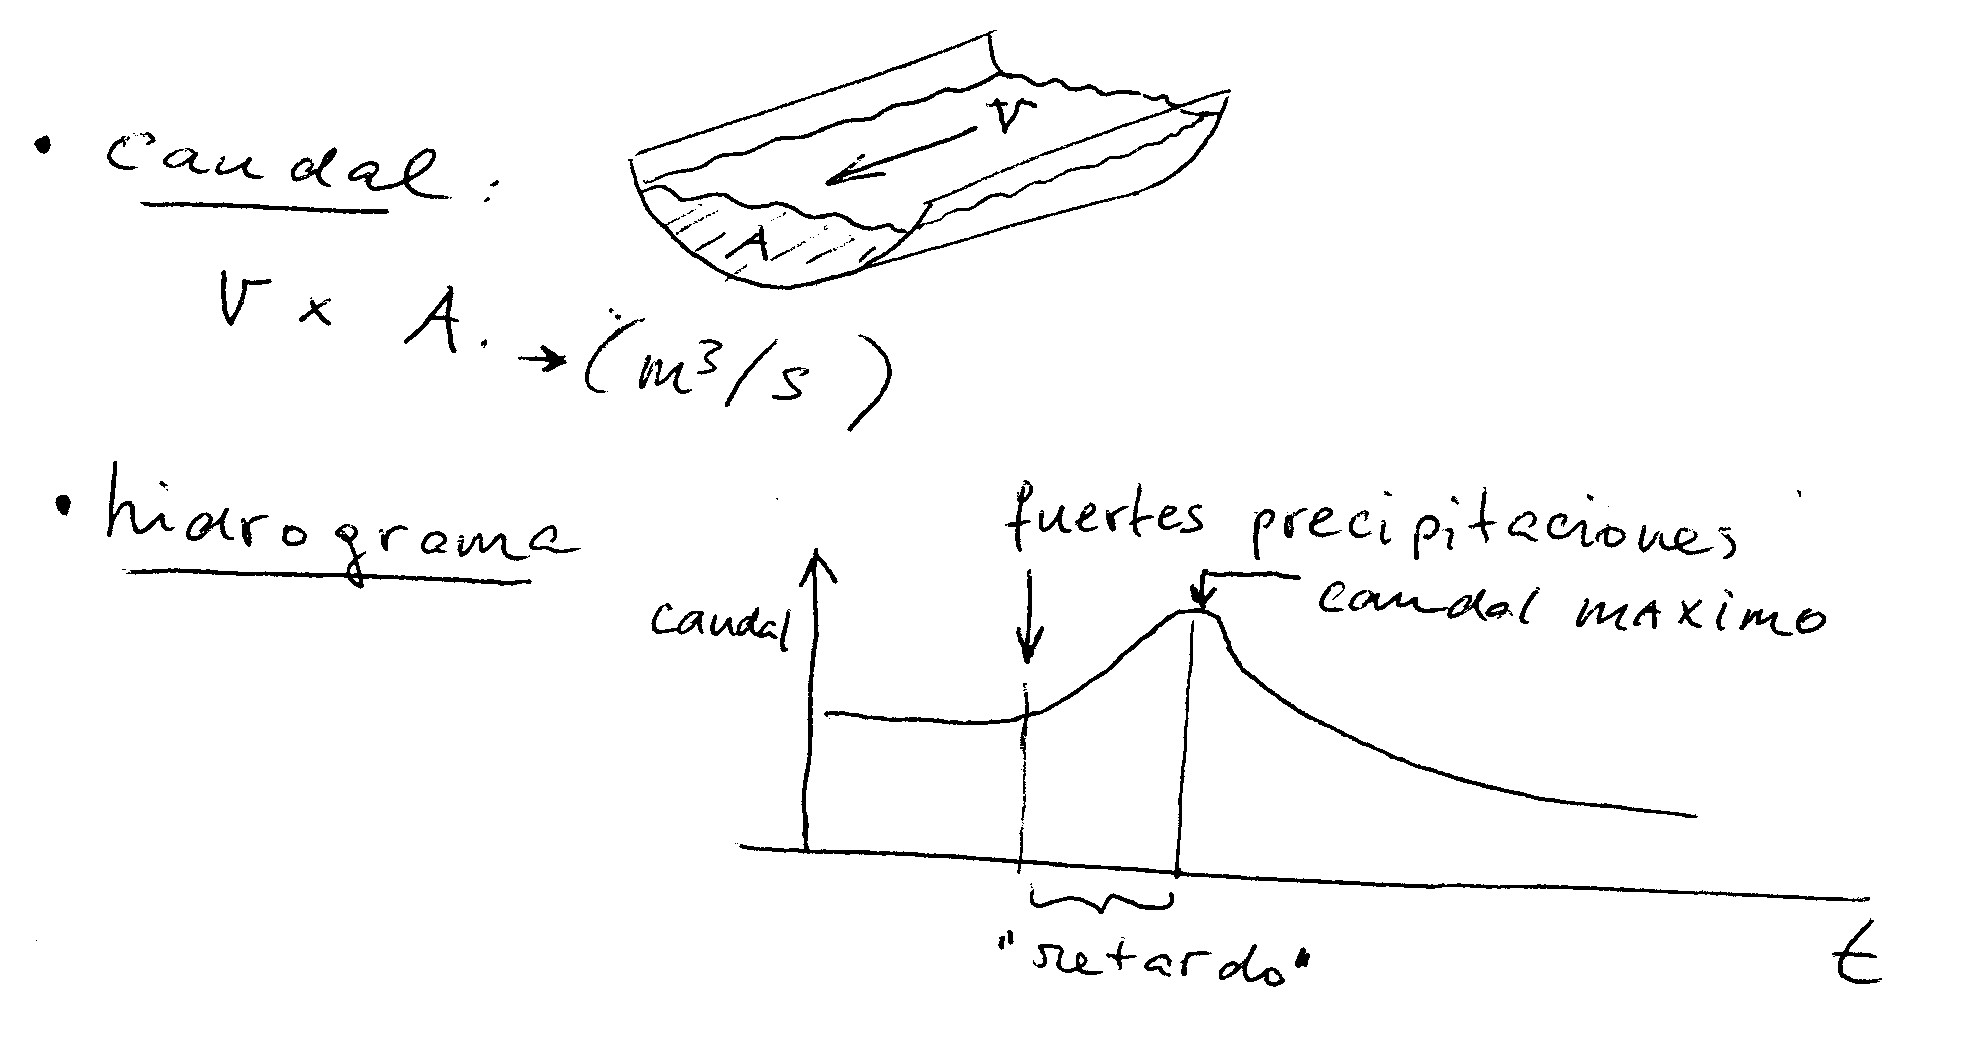 • caudal:
V
A
V x A. → (m³/s)
• hidrograma
fuertes precipitaciones
caudal maximo
caudal
"retardo"
t